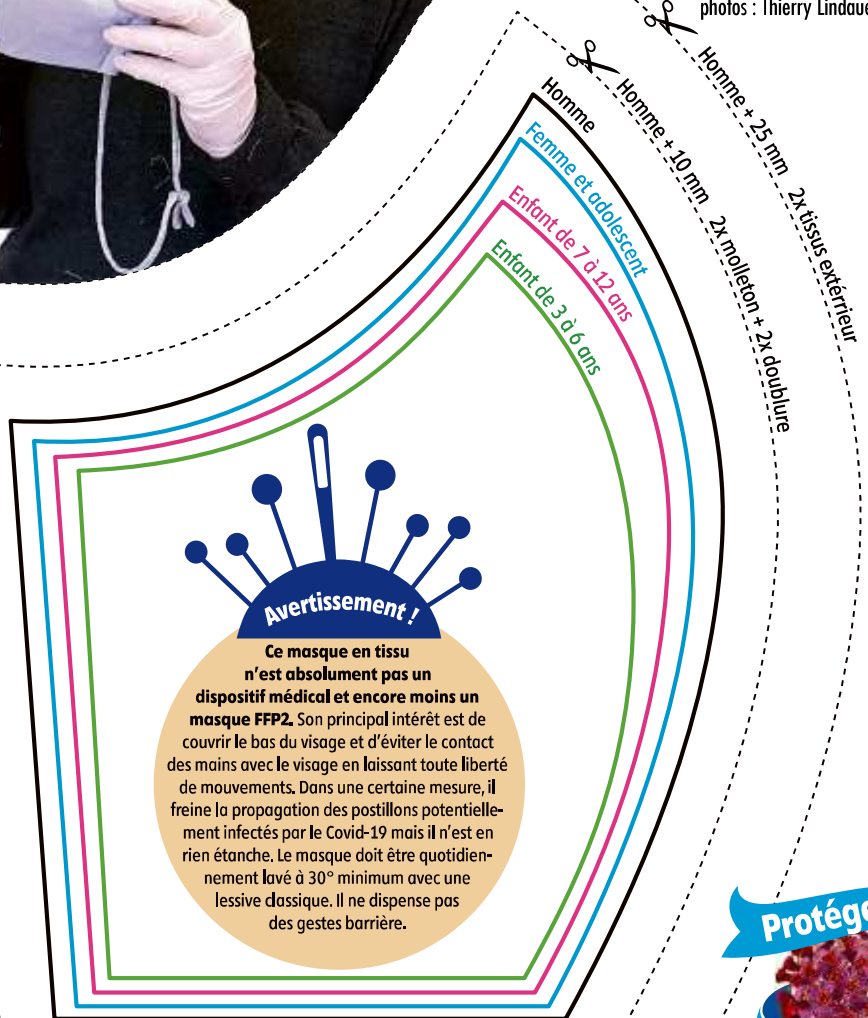 photos : Thierry Lindaue
Homme + 25 mm 2x tissus extérrieur
Homme + 10 mm 2x molleton + 2x doublure
Homme
Femme et adolescent
Enfant de 7 à 12 ans
Enfant de 3 à 6 ans
Avertissement !
Ce masque en tissu
n'est absolument pas un
dispositif médical et encore moins un
masque FFP2. Son principal intérêt est de
couvrir le bas du visage et d'éviter le contact
des mains avec le visage en laissant toute liberté
de mouvements. Dans une certaine mesure, il
freine la propagation des postillons potentielle-
ment infectés par le Covid-19 mais il n'est en
rien étanche. Le masque doit être quotidien-
nement lavé à 30° minimum avec une
lessive classique. Il ne dispense pas
des gestes barrière.
Protége